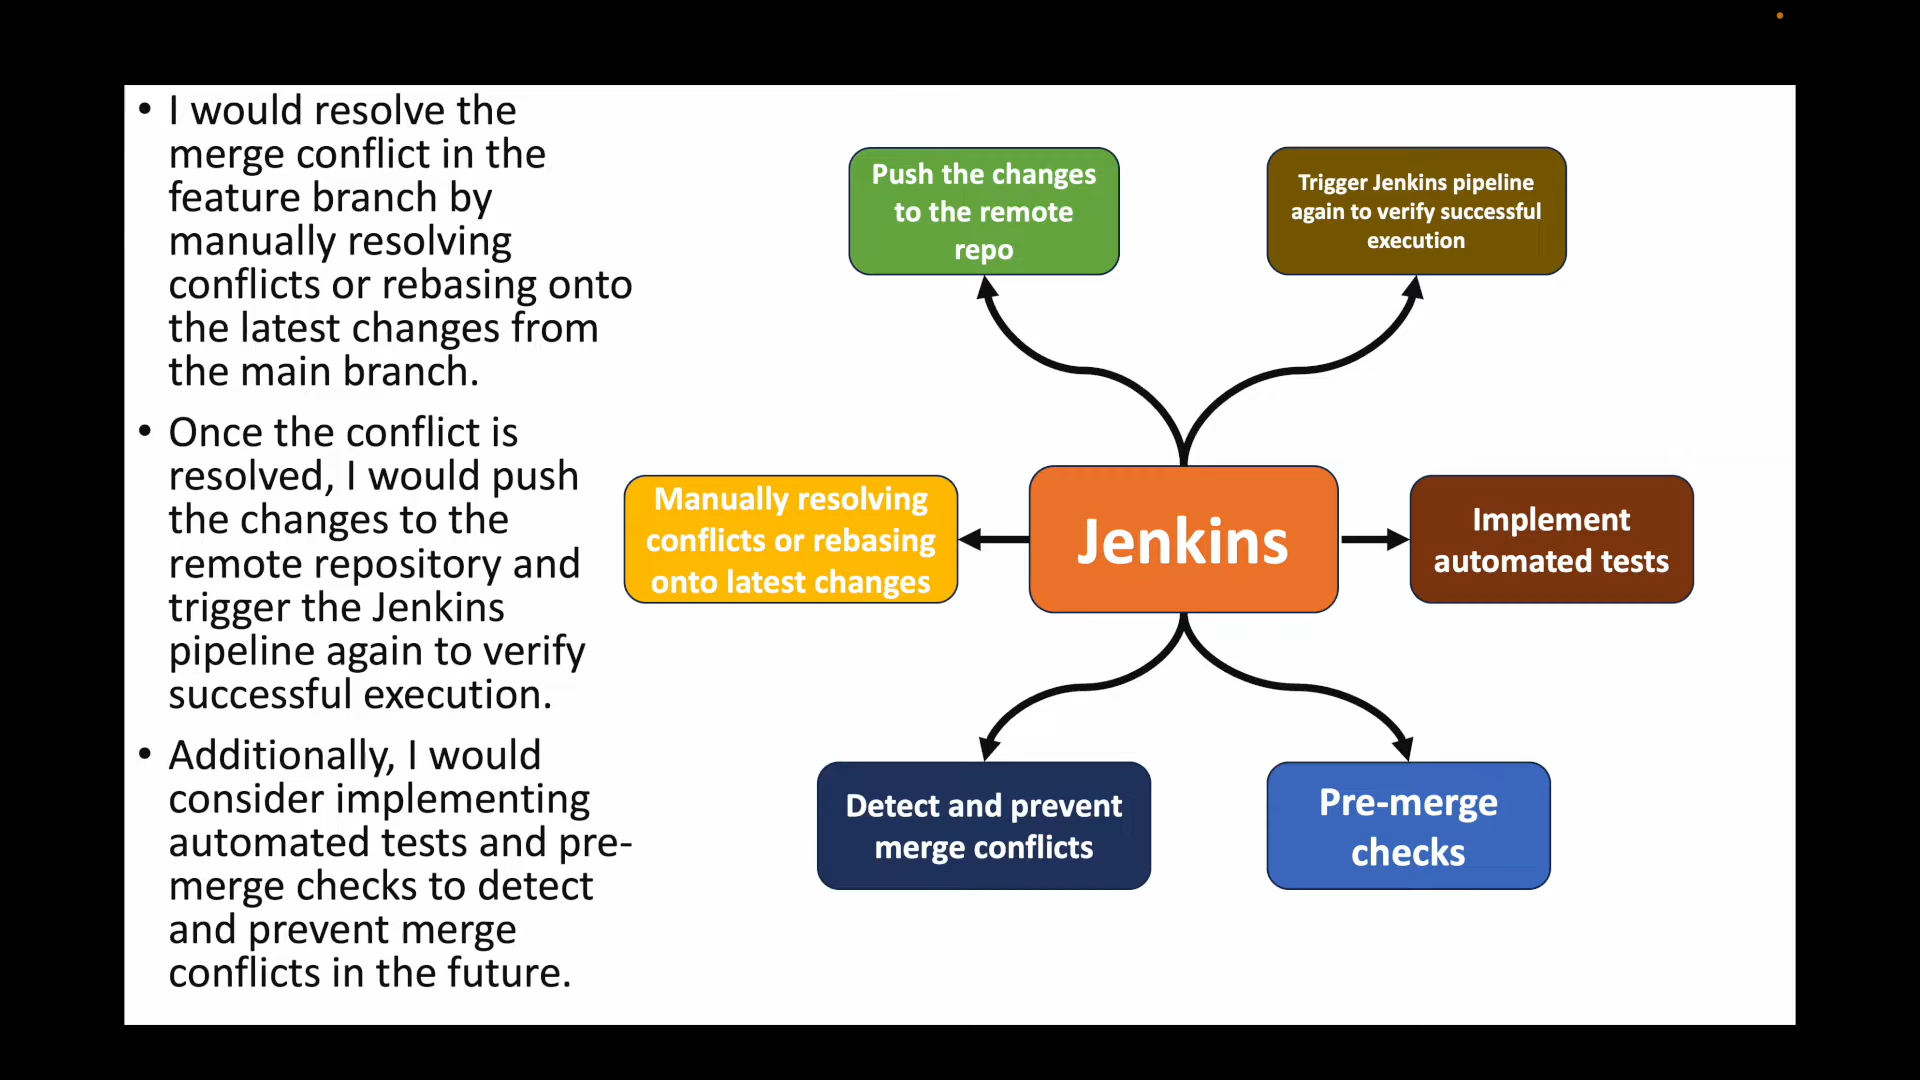 • I would resolve the
merge conflict in the
feature branch by
manually resolving
conflicts or rebasing onto
the latest changes from
the main branch.
• Once the conflict is
resolved, I would push
the changes to the
remote repository and
trigger the Jenkins
pipeline again to verify
successful execution.
• Additionally, I would
consider implementing
automated tests and pre-
merge checks to detect
and prevent merge
conflicts in the future.
Push the changes
to the remote
repo
Trigger Jenkins pipeline
again to verify successful
execution
Manually resolving
conflicts or rebasing
onto latest changes
Jenkins
Implement
automated tests
Detect and prevent
merge conflicts
Pre-merge
checks